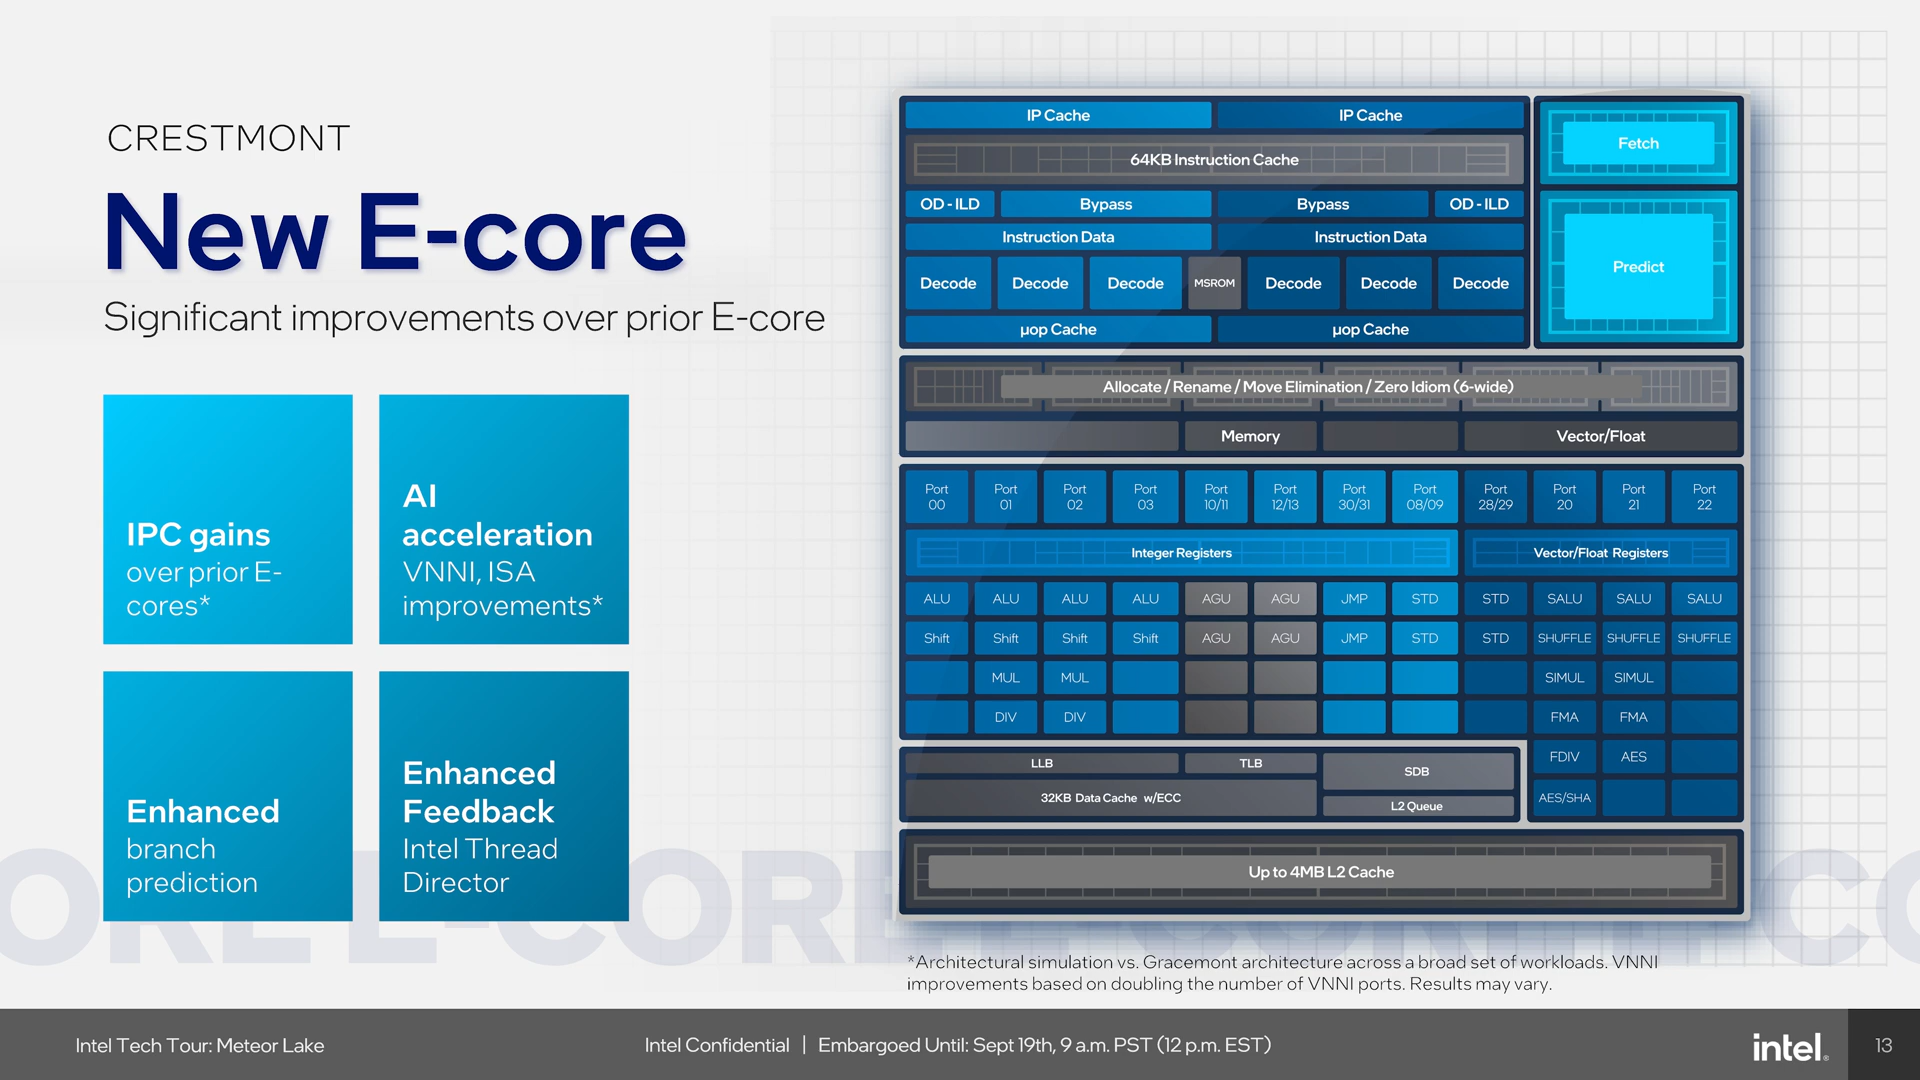 CRESTMONT
New E-core
Significant improvements over prior E-core
IPC gains
over prior E-
cores*
AI
acceleration
VNNI, ISA
improvements*
Enhanced
branch
prediction
Enhanced
Feedback
Intel Thread
Director
IP Cache IP Cache
64KB Instruction Cache
Fetch
OD - ILD Bypass Bypass OD - ILD
Instruction Data Instruction Data
Predict
Decode Decode Decode MSROM Decode Decode Decode
µop Cache µop Cache
Allocate / Rename / Move Elimination / Zero Idiom (6-wide)
Memory Vector/Float
Port 00 Port 01 Port 02 Port 03 Port 10/11 Port 12/13 Port 30/31 Port 08/09 Port 28/29 Port 20 Port 21 Port 22
Integer Registers Vector/Float Registers
ALU ALU ALU ALU AGU AGU JMP STD STD SALU SALU SALU
Shift Shift Shift Shift AGU AGU JMP STD STD SHUFFLE SHUFFLE SHUFFLE
MUL MUL SIMUL SIMUL
DIV DIV FMA FMA
FDIV AES
LLB TLB SDB
32KB Data Cache w/ECC L2 Queue AES/SHA
Up to 4MB L2 Cache
*Architectural simulation vs. Gracemont architecture across a broad set of workloads. VNNI
improvements based on doubling the number of VNNI ports. Results may vary.
ORE E-CORE E-CORE E-CO
Intel Tech Tour: Meteor Lake
Intel Confidential | Embargoed Until: Sept 19th, 9 a.m. PST (12 p.m. EST)
intel.
13